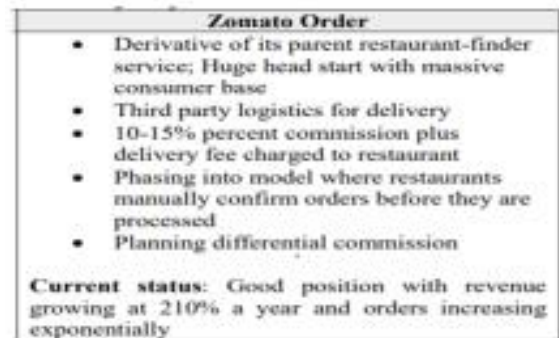 Zomato Order
• Derivative of its parent restaurant-finder
service; Huge head start with massive
consumer base
• Third party logistics for delivery
• 10-15% percent commission plus
delivery fee charged to restaurant
• Phasing into model where restaurants
manually confirm orders before they are
processed
• Planning differential commission
Current status: Good position with revenue
growing at 210% a year and orders increasing
exponentially